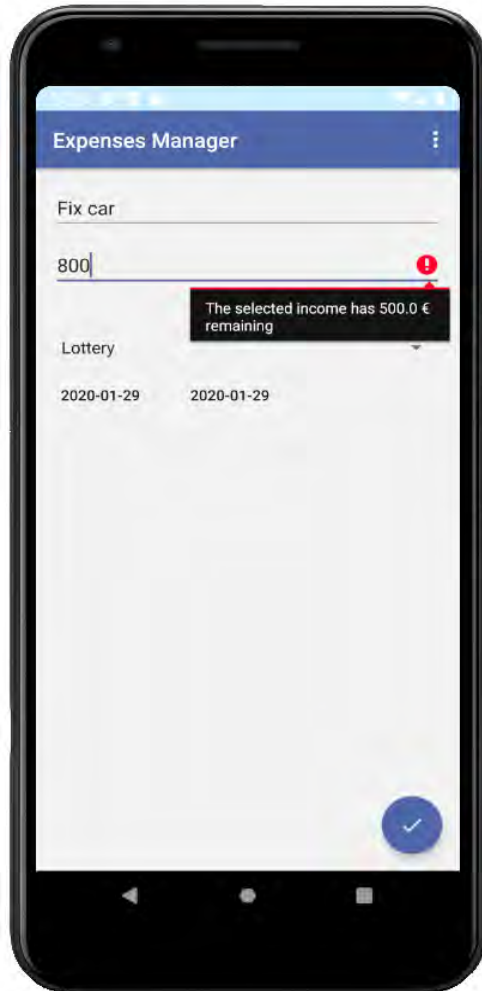 Expenses Manager
Fix car
800
The selected income has 500.0 €
remaining
Lottery
2020-01-29 2020-01-29